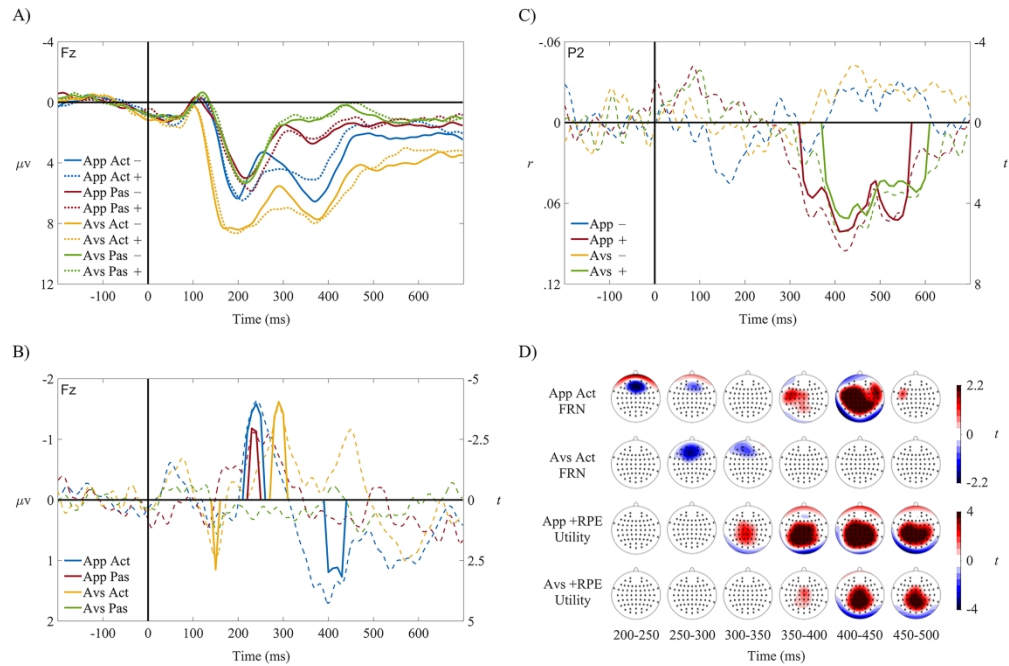 A)
-4
Fz
0
μv
4
8
12
App Act −
App Act +
App Pas −
App Pas +
Avs Act −
Avs Act +
Avs Pas −
Avs Pas +
-100 0 100 200 300 400 500 600
Time (ms)
B)
-2 -5
Fz
-1 -2.5
μv 0 0 t
1 2.5
2 5
App Act
App Pas
Avs Act
Avs Pas
-100 0 100 200 300 400 500 600
Time (ms)
C)
-.06 -4
P2
0 0
r t
.06 4
.12 8
App −
App +
Avs −
Avs +
-100 0 100 200 300 400 500 600
Time (ms)
D)
App Act
FRN
Avs Act
FRN
App +RPE
Utility
Avs +RPE
Utility
2.2
0 t
-2.2
4
0 t
-4
200-250 250-300 300-350 350-400 400-450 450-500
Time (ms)